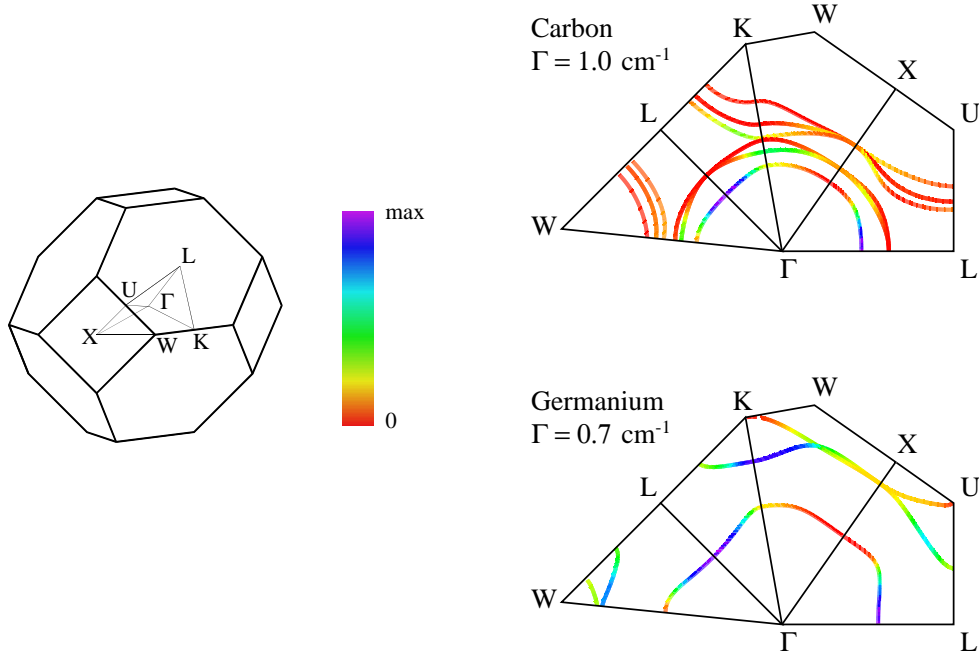 L
U
Γ
X
W
K
max
0
Carbon
Γ = 1.0 cm⁻¹
K
W
X
L
U
W
Γ
L
Germanium
Γ = 0.7 cm⁻¹
K
W
X
L
U
W
Γ
L